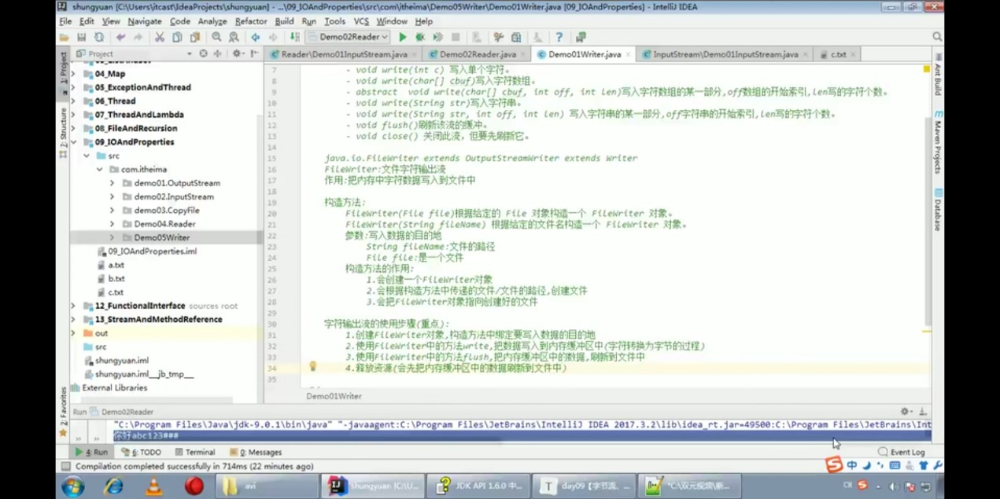 shungyuan [C:\Users\itcast\IdeaProjects\shungyuan] - ...\09_IOAndProperties\src\com\itheima\Demo05Writer\Demo01Writer.java [09_IOAndProperties] - IntelliJ IDEA
File Edit View Navigate Code Analyze Refactor Build Run Tools VCS Window Help
Demo02Reader
Project
Reader\Demo01InputStream.java Demo02Reader.java Demo01Writer.java InputStream\Demo01InputStream.java c.txt
1: Project
Z: Structure
2: Favorites
04_Map
05_ExceptionAndThread
06_Thread
07_ThreadAndLambda
08_FileAndRecursion
09_IOAndProperties
src
com.itheima
demo01.OutputStream
demo02.InputStream
demo03.CopyFile
Demo04.Reader
Demo05Writer
09_IOAndProperties.iml
a.txt
b.txt
c.txt
12_FunctionalInterface sources root
13_StreamAndMethodReference
out
src
shungyuan.iml
shungyuan.iml__jb_tmp__
External Libraries
7 - void write(int c) 写入单个字符。
8 - void write(char[] cbuf)写入字符数组。
9 - abstract  void write(char[] cbuf, int off, int len)写入字符数组的某一部分,off数组的开始索引,len写的字符个数。
10 - void write(String str)写入字符串。
11 - void write(String str, int off, int len) 写入字符串的某一部分,off字符串的开始索引,len写的字符个数。
12 - void flush()刷新该流的缓冲。
13 - void close() 关闭此流，但要先刷新它。
14
15 java.io.FileWriter extends OutputStreamWriter extends Writer
16 FileWriter:文件字符输出流
17 作用:把内存中字符数据写入到文件中
18
19 构造方法:
20 FileWriter(File file)根据给定的 File 对象构造一个 FileWriter 对象。
21 FileWriter(String fileName) 根据给定的文件名构造一个 FileWriter 对象。
22 参数:写入数据的目的地
23 String fileName:文件的路径
24 File file:是一个文件
25 构造方法的作用:
26 1.会创建一个FileWriter对象
27 2.会根据构造方法中传递的文件/文件的路径,创建文件
28 3.会把FileWriter对象指向创建好的文件
29
30 字符输出流的使用步骤(重点):
31 1.创建FileWriter对象,构造方法中绑定要写入数据的目的地
32 2.使用FileWriter中的方法write,把数据写入到内存缓冲区中(字符转换为字节的过程)
33 3.使用FileWriter中的方法flush,把内存缓冲区中的数据,刷新到文件中
34 4.释放资源(会先把内存缓冲区中的数据刷新到文件中)
35
Demo01Writer
Ant Build
Maven Projects
Database
Run Demo02Reader
"C:\Program Files\Java\jdk-9.0.1\bin\java" "-javaagent:C:\Program Files\JetBrains\IntelliJ IDEA 2017.3.2\lib\idea_rt.jar=49500:C:\Program Files\JetBrains\Int
你好abc123###
4: Run 6: TODO Terminal 0: Messages Event Log
Compilation completed successfully in 714ms (22 minutes ago)
中
avi shungyuan [C:\U... JDK API 1.6.0 中... day09【字节流、... *C:\双元视频\新... CH